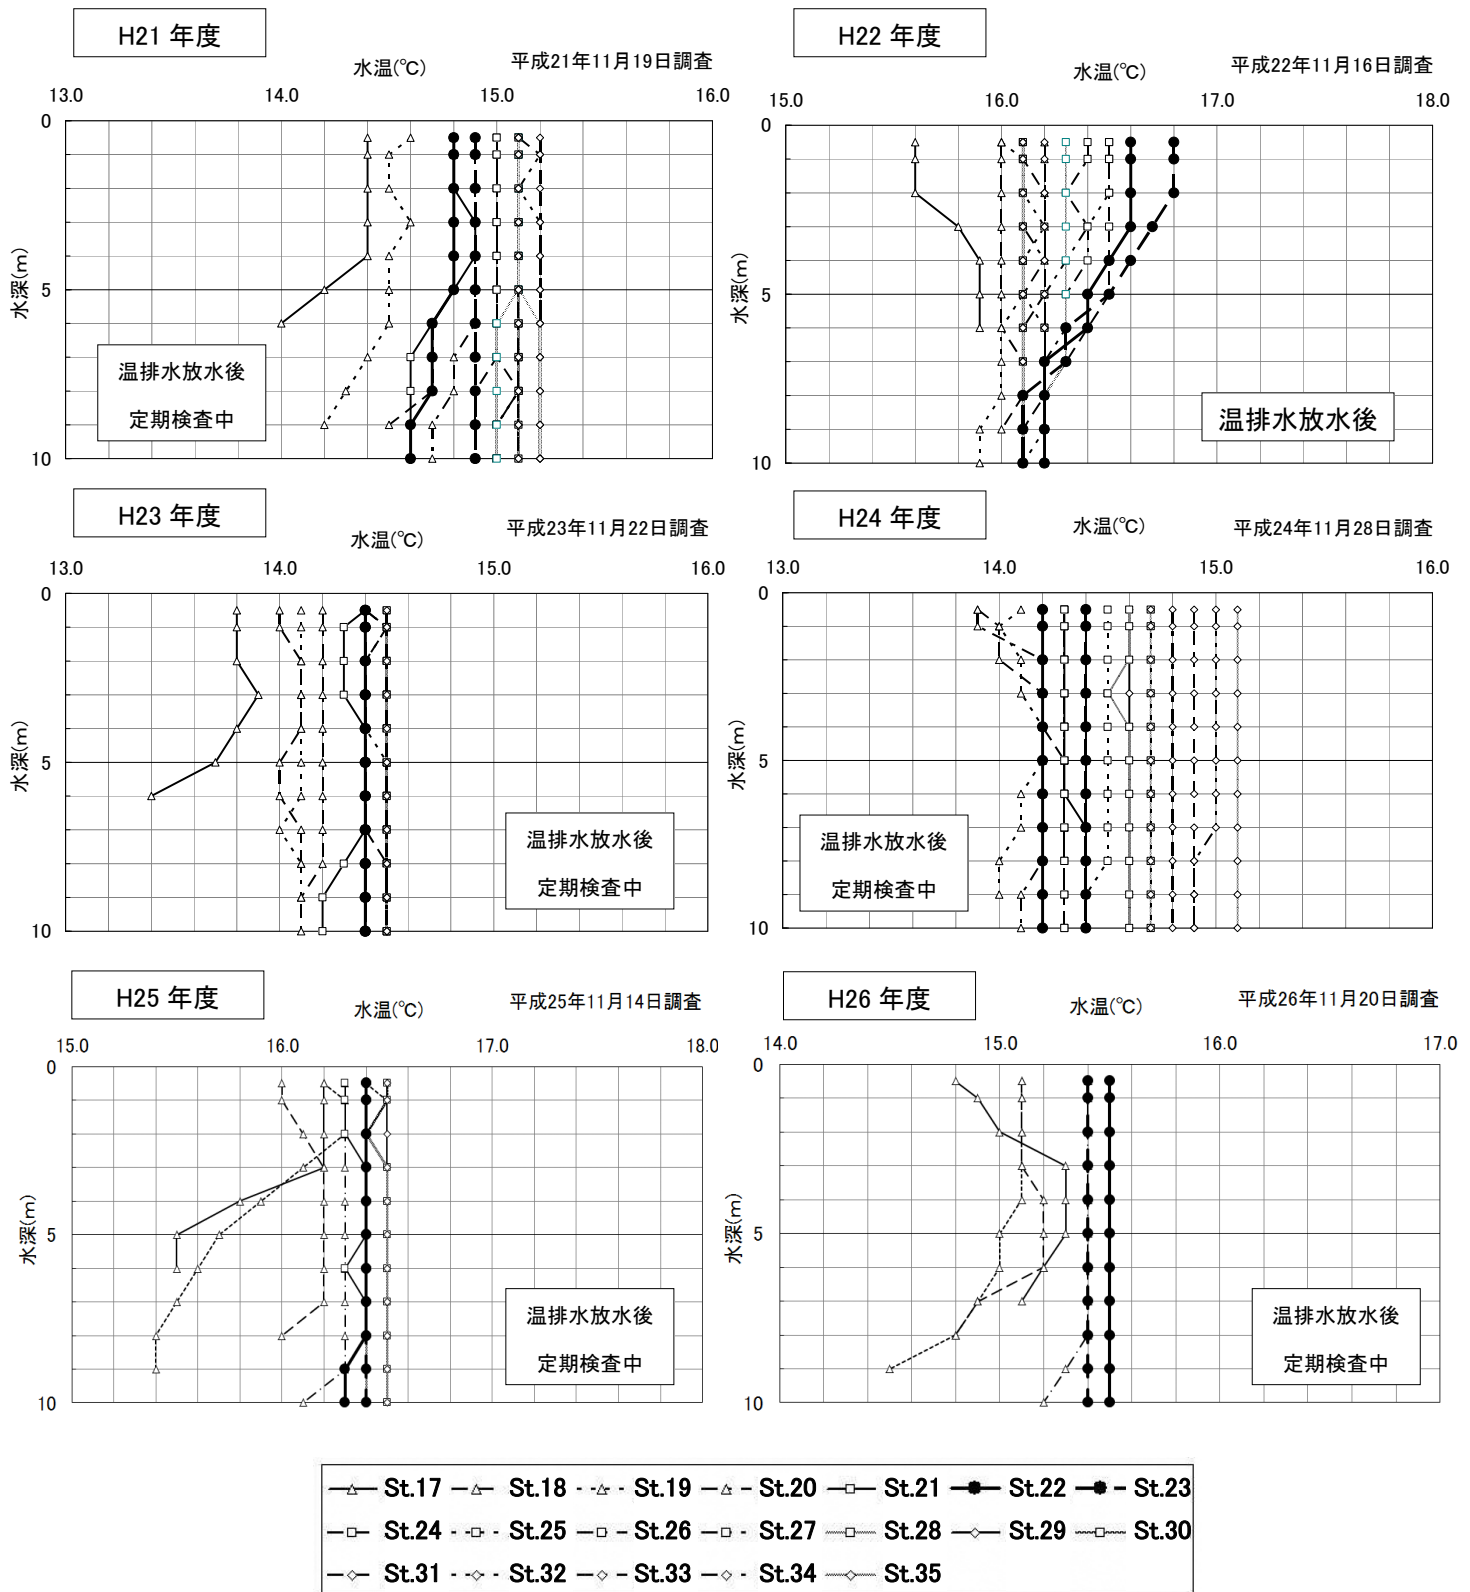 H21 年度
水温(℃)
平成21年11月19日調査
13.0 14.0 15.0 16.0
0
5
10
水深(m)
温排水放水後
定期検査中
H22 年度
水温(℃)
平成22年11月16日調査
15.0 16.0 17.0 18.0
0
5
10
水深(m)
温排水放水後
H23 年度
水温(℃)
平成23年11月22日調査
13.0 14.0 15.0 16.0
0
5
10
水深(m)
温排水放水後
定期検査中
H24 年度
水温(℃)
平成24年11月28日調査
13.0 14.0 15.0 16.0
0
5
10
水深(m)
温排水放水後
定期検査中
H25 年度
水温(℃)
平成25年11月14日調査
15.0 16.0 17.0 18.0
0
5
10
水深(m)
温排水放水後
定期検査中
H26 年度
水温(℃)
平成26年11月20日調査
14.0 15.0 16.0 17.0
0
5
10
水深(m)
温排水放水後
定期検査中
St.17 St.18 St.19 St.20 St.21 St.22 St.23
St.24 St.25 St.26 St.27 St.28 St.29 St.30
St.31 St.32 St.33 St.34 St.35